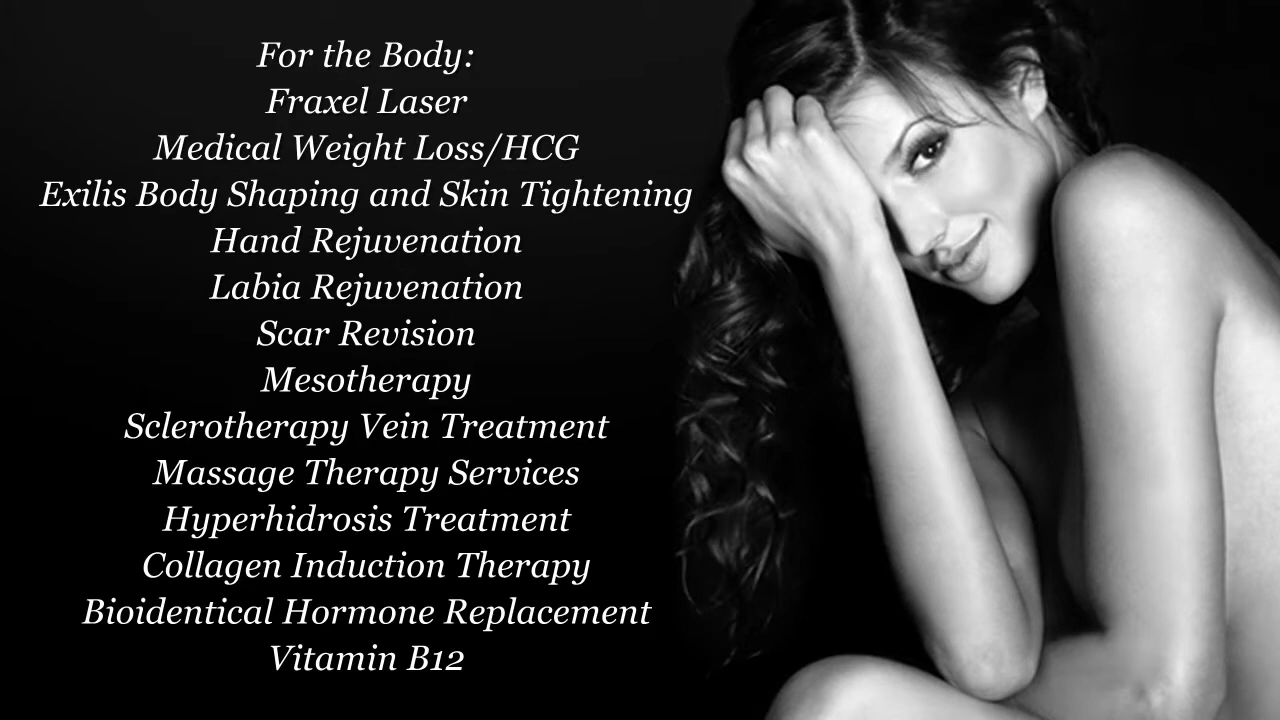 For the Body:
Fraxel Laser
Medical Weight Loss/HCG
Exilis Body Shaping and Skin Tightening
Hand Rejuvenation
Labia Rejuvenation
Scar Revision
Mesotherapy
Sclerotherapy Vein Treatment
Massage Therapy Services
Hyperhidrosis Treatment
Collagen Induction Therapy
Bioidentical Hormone Replacement
Vitamin B12